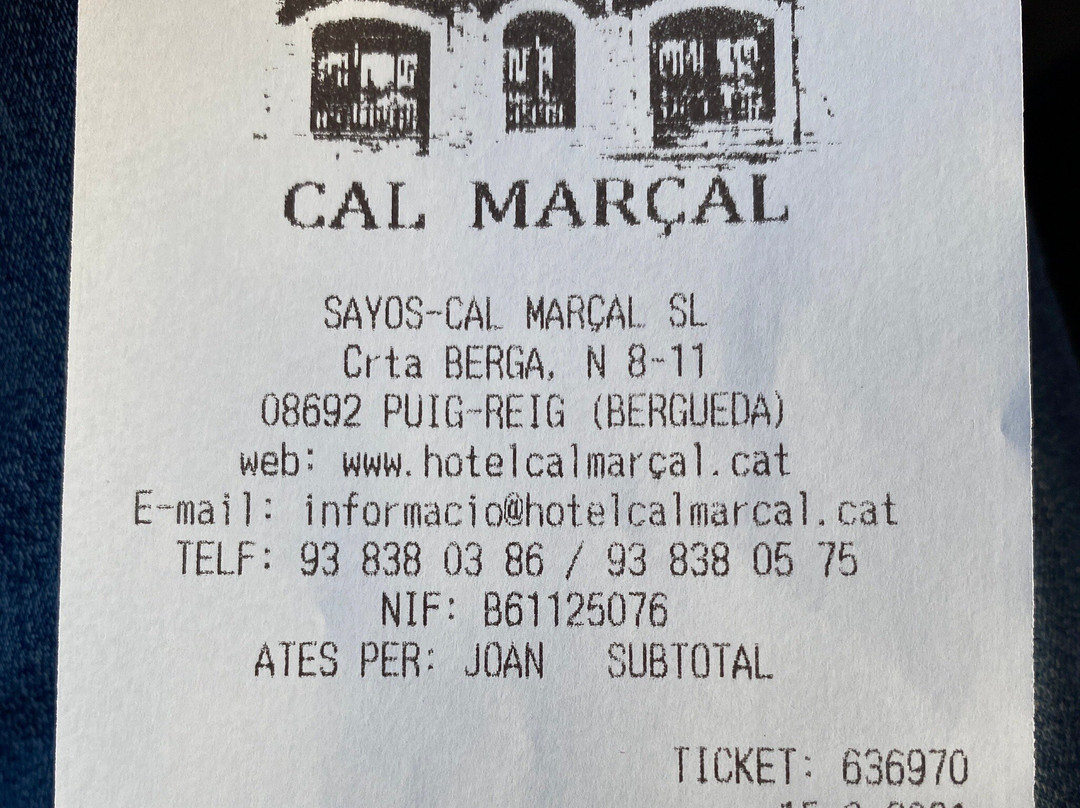 CAL MARÇAL
SAYOS-CAL MARÇAL SL
Crta BERGA, N 8-11
08692 PUIG-REIG (BERGUEDA)
web: www.hotelcalmarçal.cat
E-mail: informacio@hotelcalmarcal.cat
TELF: 93 838 03 86 / 93 838 05 75
NIF: B61125076
ATES PER: JOAN SUBTOTAL
TICKET: 636970